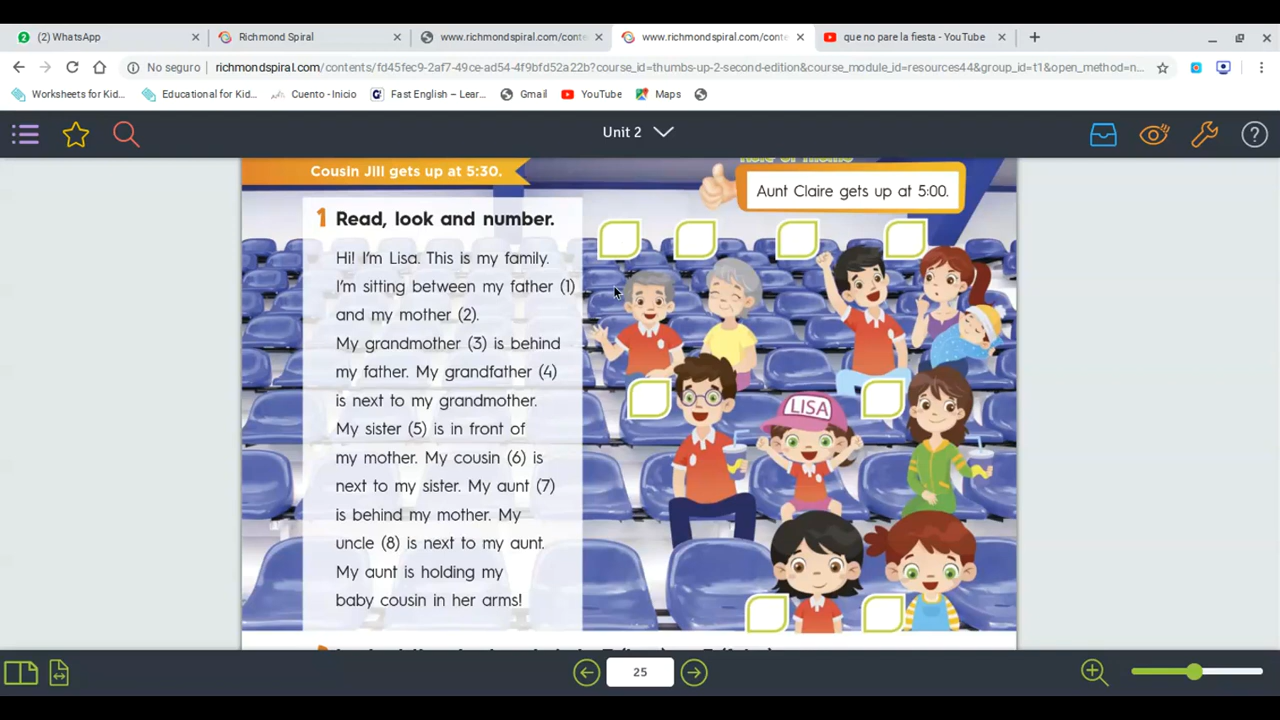 (2) WhatsApp
Richmond Spiral
www.richmondspiral.com/conte
www.richmondspiral.com/conte
que no pare la fiesta - YouTube
No seguro
richmondspiral.com/contents/fd45fec9-2af7-49ce-ad54-4f9bfd52a22b?course_id=thumbs-up-2-second-edition&course_module_id=resources44&group_id=t1&open_method=n...
Worksheets for Kid...
Educational for Kid...
Cuento - Inicio
Fast English – Lear...
Gmail
YouTube
Maps
Unit 2
Cousin Jill gets up at 5:30.
Aunt Claire gets up at 5:00.
1 Read, look and number.
Hi! I'm Lisa. This is my family.
I'm sitting between my father (1)
and my mother (2).
My grandmother (3) is behind
my father. My grandfather (4)
is next to my grandmother.
My sister (5) is in front of
my mother. My cousin (6) is
next to my sister. My aunt (7)
is behind my mother. My
uncle (8) is next to my aunt.
My aunt is holding my
baby cousin in her arms!
LISA
25